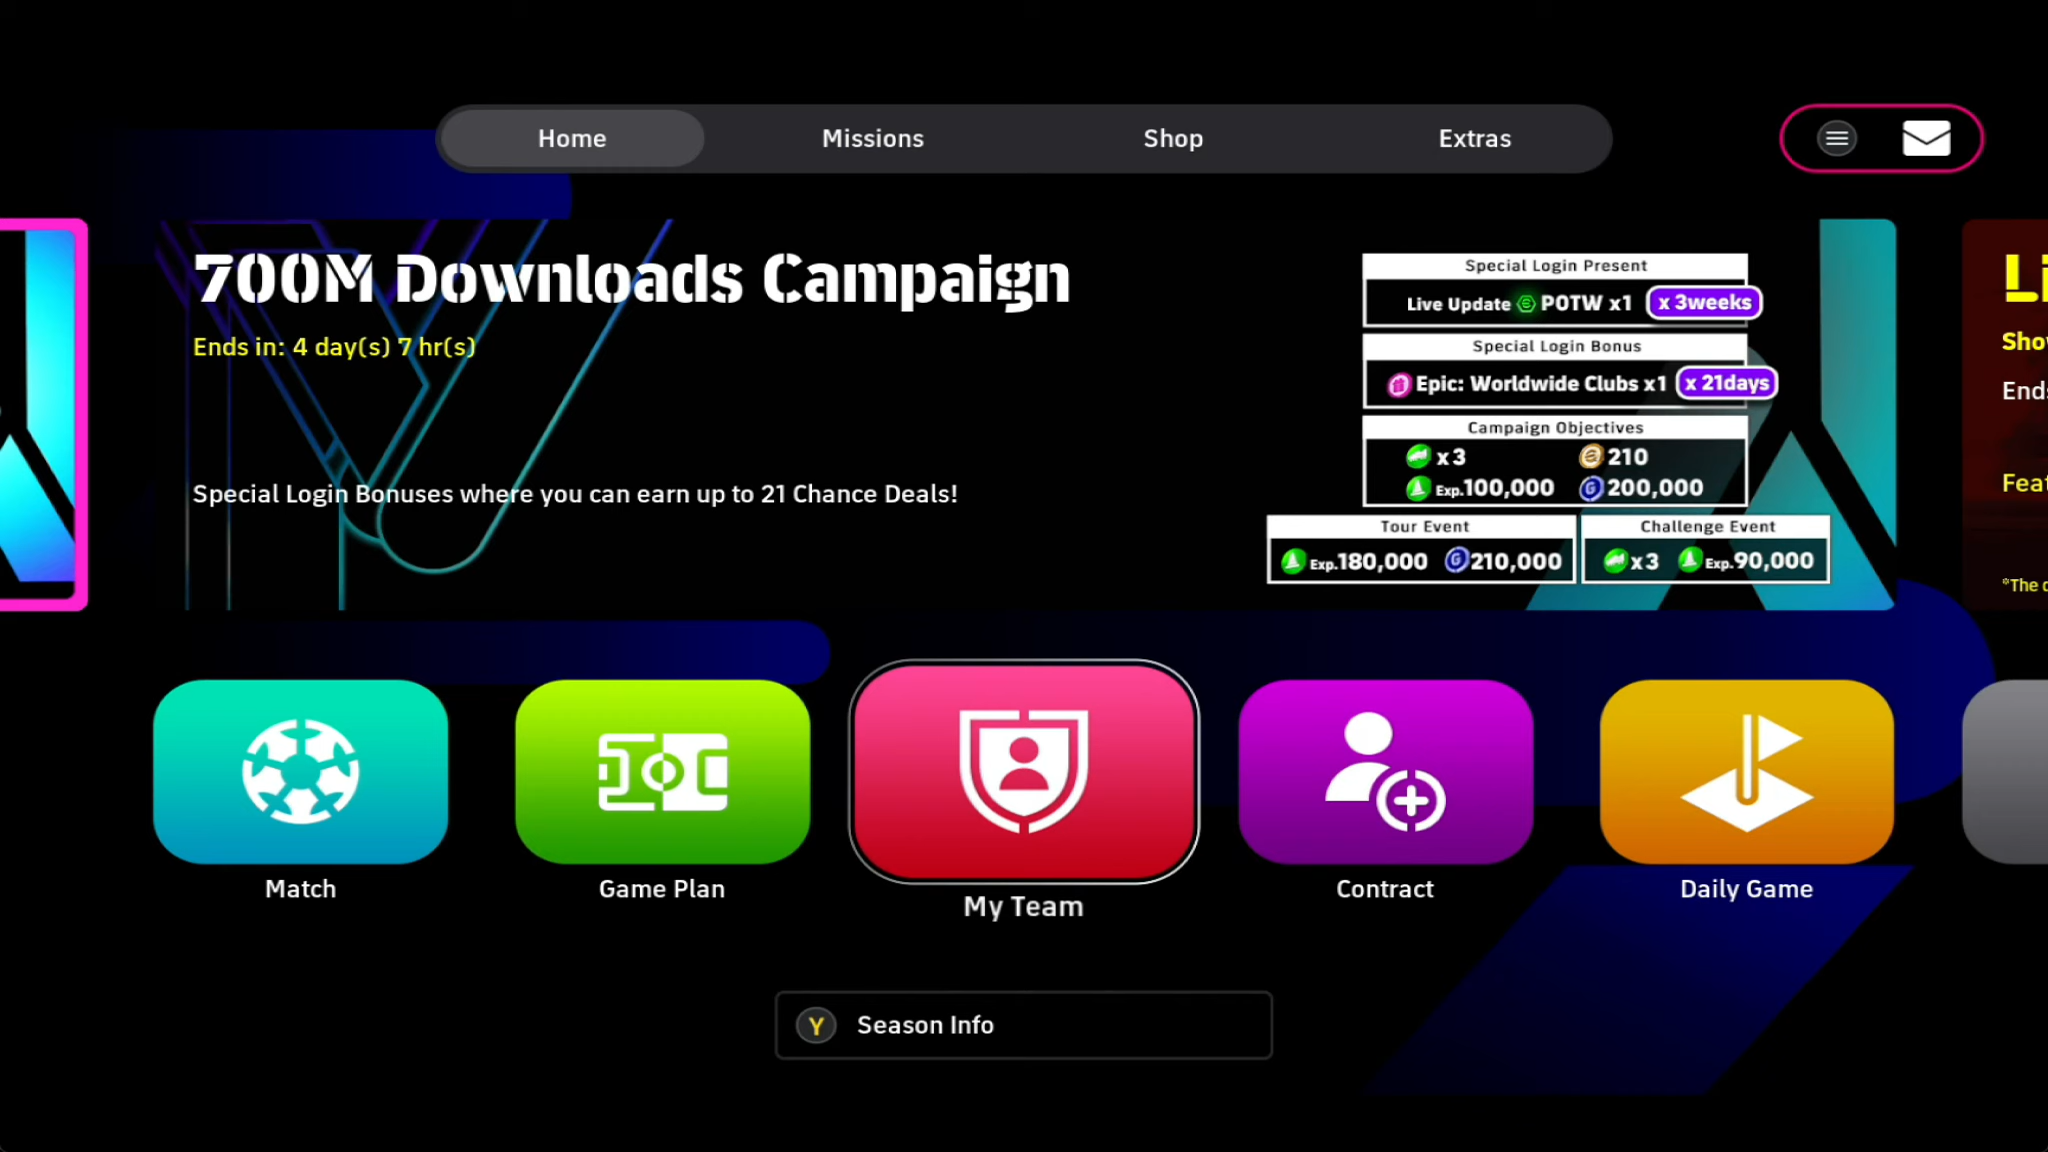 Home
Missions
Shop
Extras
700M Downloads Campaign
Ends in: 4 day(s) 7 hr(s)
Special Login Bonuses where you can earn up to 21 Chance Deals!
Special Login Present
Live Update POTW x1 x 3weeks
Special Login Bonus
Epic: Worldwide Clubs x1 x 21days
Campaign Objectives
x3 210
Exp.100,000 200,000
Tour Event
Exp.180,000 210,000
Challenge Event
x3 Exp.90,000
Match
Game Plan
My Team
Contract
Daily Game
Y Season Info